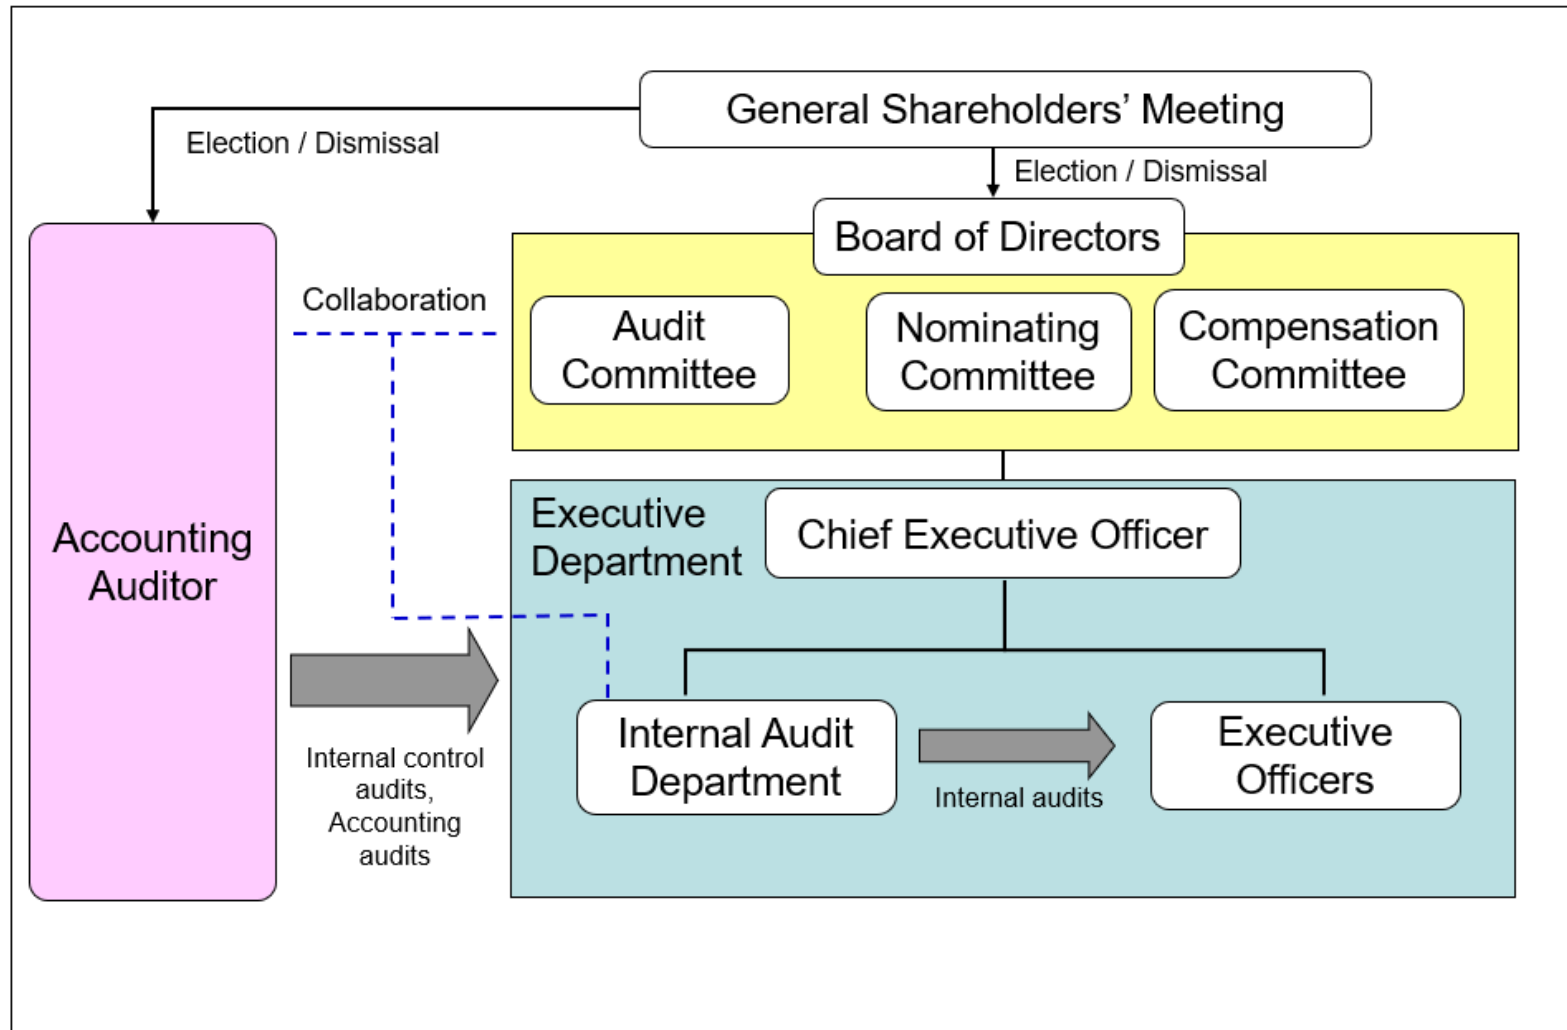 General Shareholders’ Meeting
Election / Dismissal
Election / Dismissal
Board of Directors
Collaboration
Audit
Committee
Nominating
Committee
Compensation
Committee
Accounting
Auditor
Executive
Department
Chief Executive Officer
Internal control
audits,
Accounting
audits
Internal Audit
Department
Internal audits
Executive
Officers